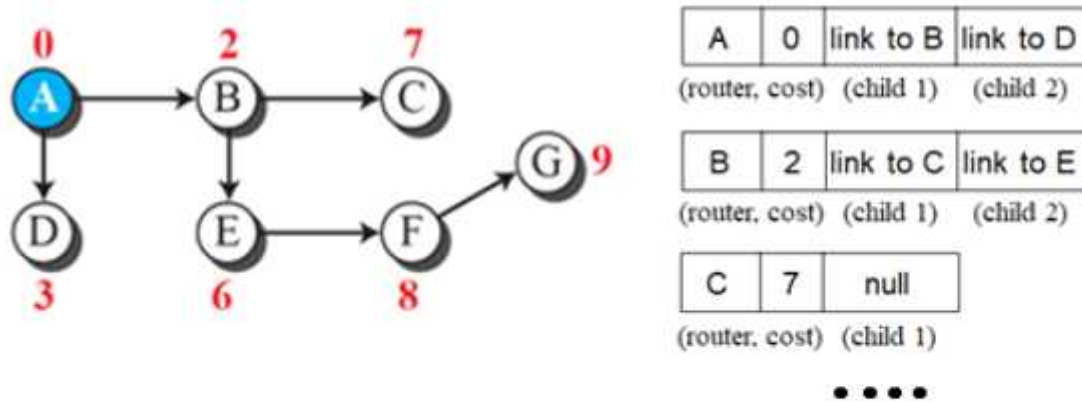 0 2 7
A B C
G 9
D E F
3 6 8
A 0 link to B link to D
(router, cost) (child 1) (child 2)
B 2 link to C link to E
(router, cost) (child 1) (child 2)
C 7 null
(router, cost) (child 1)